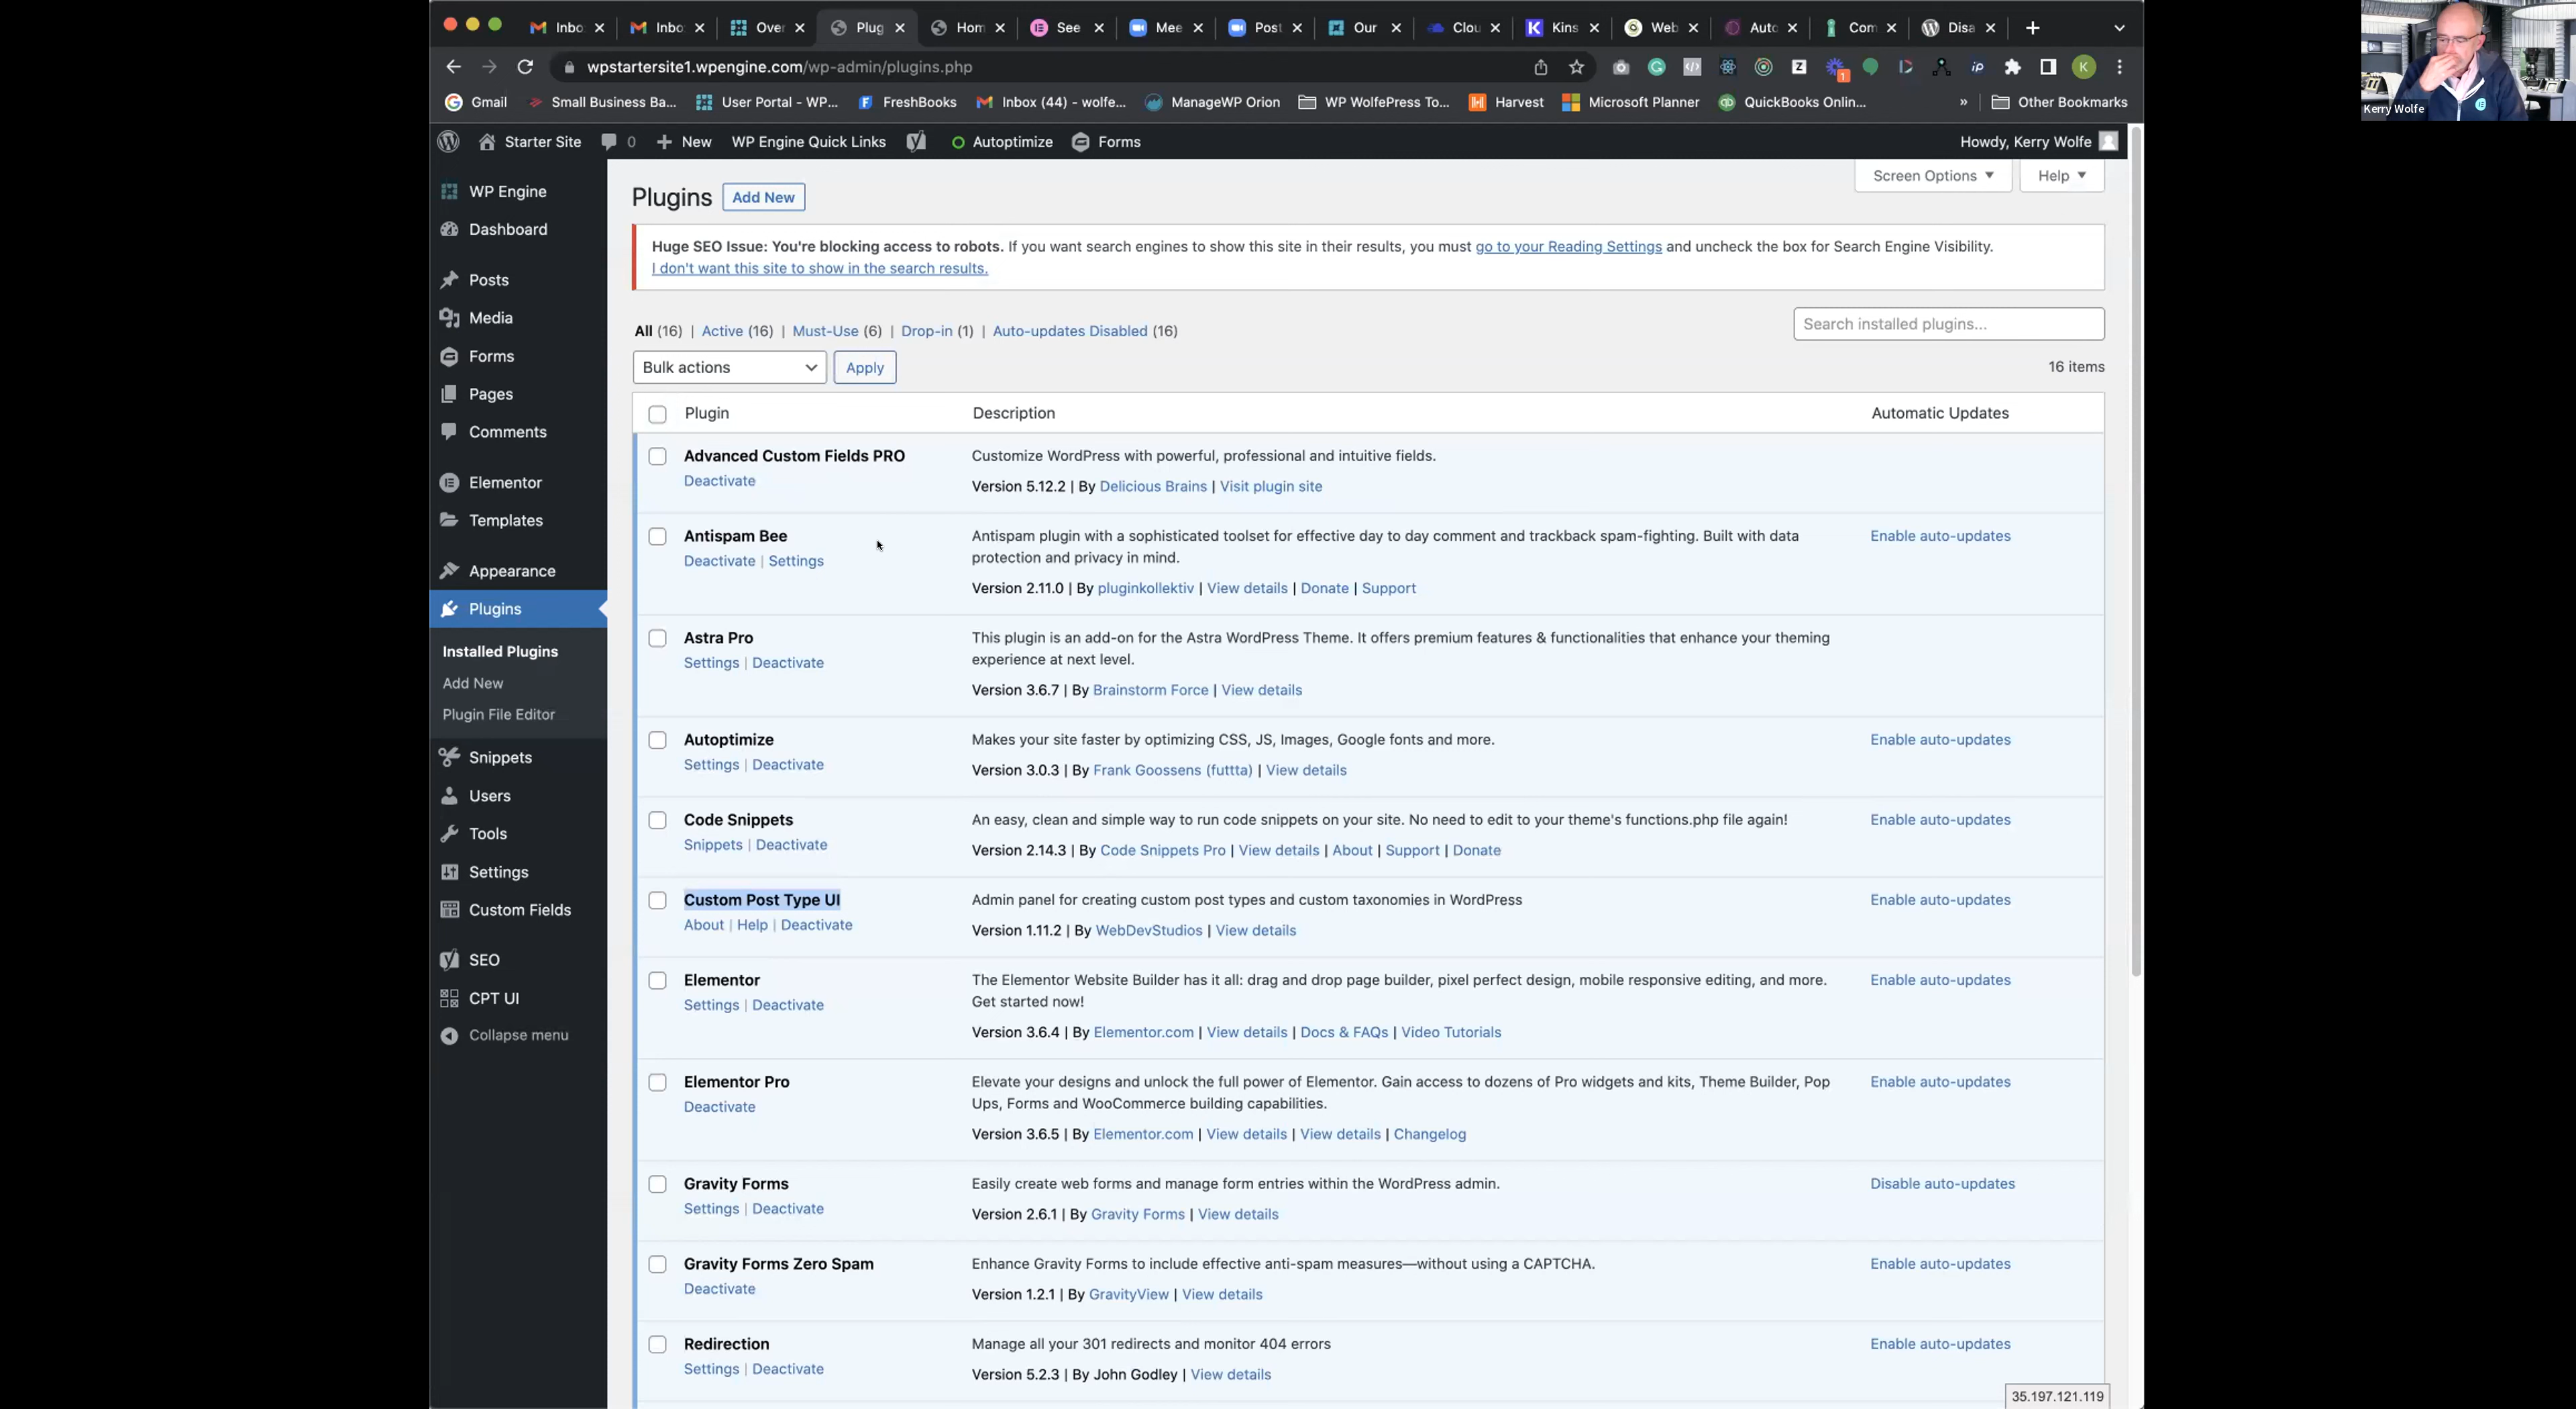 Inbo
Inbo
Over
Plug
Hom
See
Mee
Post
Our
Clou
Kins
Web
Auto
Com
Disa
wpstartersite1.wpengine.com/wp-admin/plugins.php
Gmail
Small Business Ba...
User Portal - WP...
FreshBooks
Inbox (44) - wolfe...
ManageWP Orion
WP WolfePress To...
Harvest
Microsoft Planner
QuickBooks Onlin...
»
Other Bookmarks
Kerry Wolfe
Starter Site
0
New
WP Engine Quick Links
Autoptimize
Forms
Howdy, Kerry Wolfe
WP Engine
Dashboard
Posts
Media
Forms
Pages
Comments
Elementor
Templates
Appearance
Plugins
Installed Plugins
Add New
Plugin File Editor
Snippets
Users
Tools
Settings
Custom Fields
SEO
CPT UI
Collapse menu
Screen Options
Help
Plugins
Add New
Huge SEO Issue: You're blocking access to robots. If you want search engines to show this site in their results, you must go to your Reading Settings and uncheck the box for Search Engine Visibility.
I don't want this site to show in the search results.
All (16) | Active (16) | Must-Use (6) | Drop-in (1) | Auto-updates Disabled (16)
Search installed plugins...
Bulk actions
Apply
16 items
Plugin
Description
Automatic Updates
Advanced Custom Fields PRO
Deactivate
Customize WordPress with powerful, professional and intuitive fields.
Version 5.12.2 | By Delicious Brains | Visit plugin site
Antispam Bee
Deactivate | Settings
Antispam plugin with a sophisticated toolset for effective day to day comment and trackback spam-fighting. Built with data
protection and privacy in mind.
Version 2.11.0 | By pluginkollektiv | View details | Donate | Support
Enable auto-updates
Astra Pro
Settings | Deactivate
This plugin is an add-on for the Astra WordPress Theme. It offers premium features & functionalities that enhance your theming
experience at next level.
Version 3.6.7 | By Brainstorm Force | View details
Autoptimize
Settings | Deactivate
Makes your site faster by optimizing CSS, JS, Images, Google fonts and more.
Version 3.0.3 | By Frank Goossens (futtta) | View details
Enable auto-updates
Code Snippets
Snippets | Deactivate
An easy, clean and simple way to run code snippets on your site. No need to edit to your theme's functions.php file again!
Version 2.14.3 | By Code Snippets Pro | View details | About | Support | Donate
Enable auto-updates
Custom Post Type UI
About | Help | Deactivate
Admin panel for creating custom post types and custom taxonomies in WordPress
Version 1.11.2 | By WebDevStudios | View details
Enable auto-updates
Elementor
Settings | Deactivate
The Elementor Website Builder has it all: drag and drop page builder, pixel perfect design, mobile responsive editing, and more.
Get started now!
Version 3.6.4 | By Elementor.com | View details | Docs & FAQs | Video Tutorials
Enable auto-updates
Elementor Pro
Deactivate
Elevate your designs and unlock the full power of Elementor. Gain access to dozens of Pro widgets and kits, Theme Builder, Pop
Ups, Forms and WooCommerce building capabilities.
Version 3.6.5 | By Elementor.com | View details | View details | Changelog
Enable auto-updates
Gravity Forms
Settings | Deactivate
Easily create web forms and manage form entries within the WordPress admin.
Version 2.6.1 | By Gravity Forms | View details
Disable auto-updates
Gravity Forms Zero Spam
Deactivate
Enhance Gravity Forms to include effective anti-spam measures—without using a CAPTCHA.
Version 1.2.1 | By GravityView | View details
Enable auto-updates
Redirection
Settings | Deactivate
Manage all your 301 redirects and monitor 404 errors
Version 5.2.3 | By John Godley | View details
Enable auto-updates
35.197.121.119